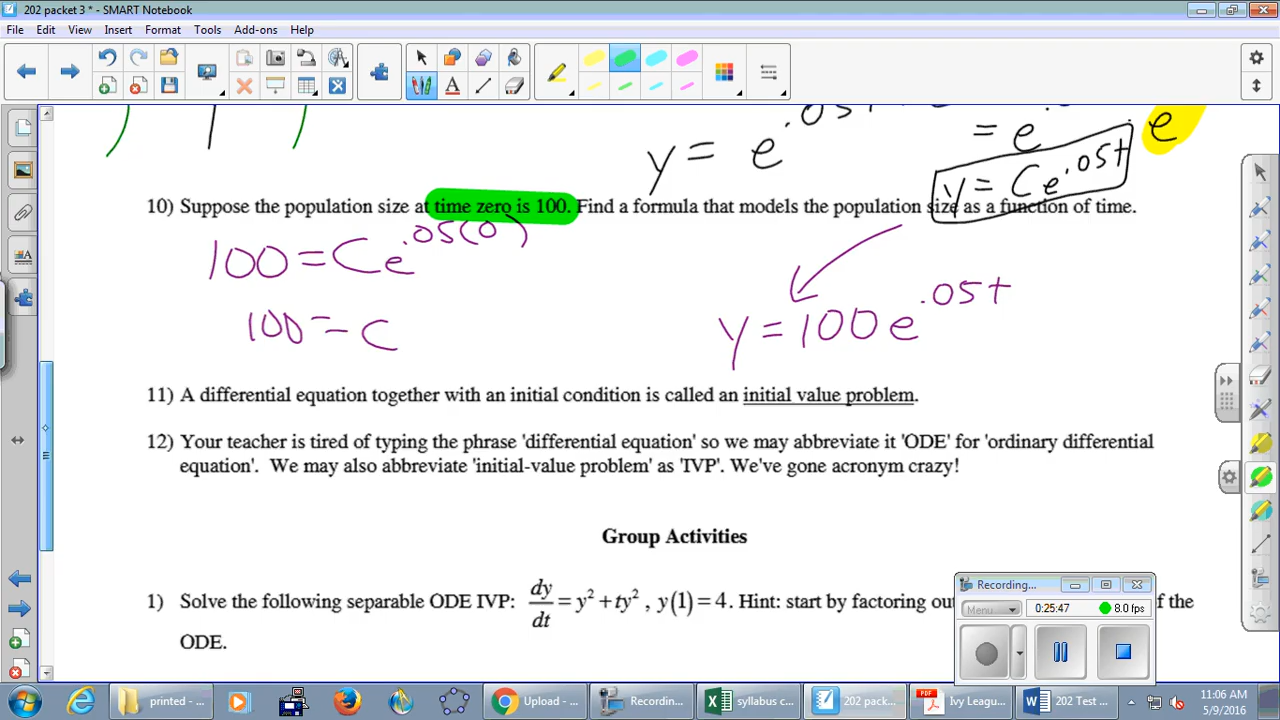 202 packet 3 * - SMART Notebook
File Edit View Insert Format Tools Add-ons Help
y = e^.05t
= e
e
y = Ce^.05t
10) Suppose the population size at time zero is 100. Find a formula that models the population size as a function of time.
100 = Ce^.05(0)
100 = C
y = 100e^.05t
11) A differential equation together with an initial condition is called an initial value problem.
12) Your teacher is tired of typing the phrase 'differential equation' so we may abbreviate it 'ODE' for 'ordinary differential
equation'. We may also abbreviate 'initial-value problem' as 'IVP'. We've gone acronym crazy!
Group Activities
1) Solve the following separable ODE IVP: dy/dt = y² + ty², y(1) = 4. Hint: start by factoring ou
of the
ODE.
Recording...
Menu
0:25:47
8.0 fps
printed - ...
Upload - ...
Recording...
syllabus c...
202 pack...
Ivy Leagu...
202 Test ...
11:06 AM
5/9/2016